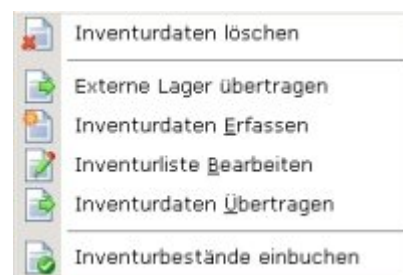 Inventurdaten löschen
Externe Lager übertragen
Inventurdaten Erfassen
Inventurliste Bearbeiten
Inventurdaten Übertragen
Inventurbestände einbuchen